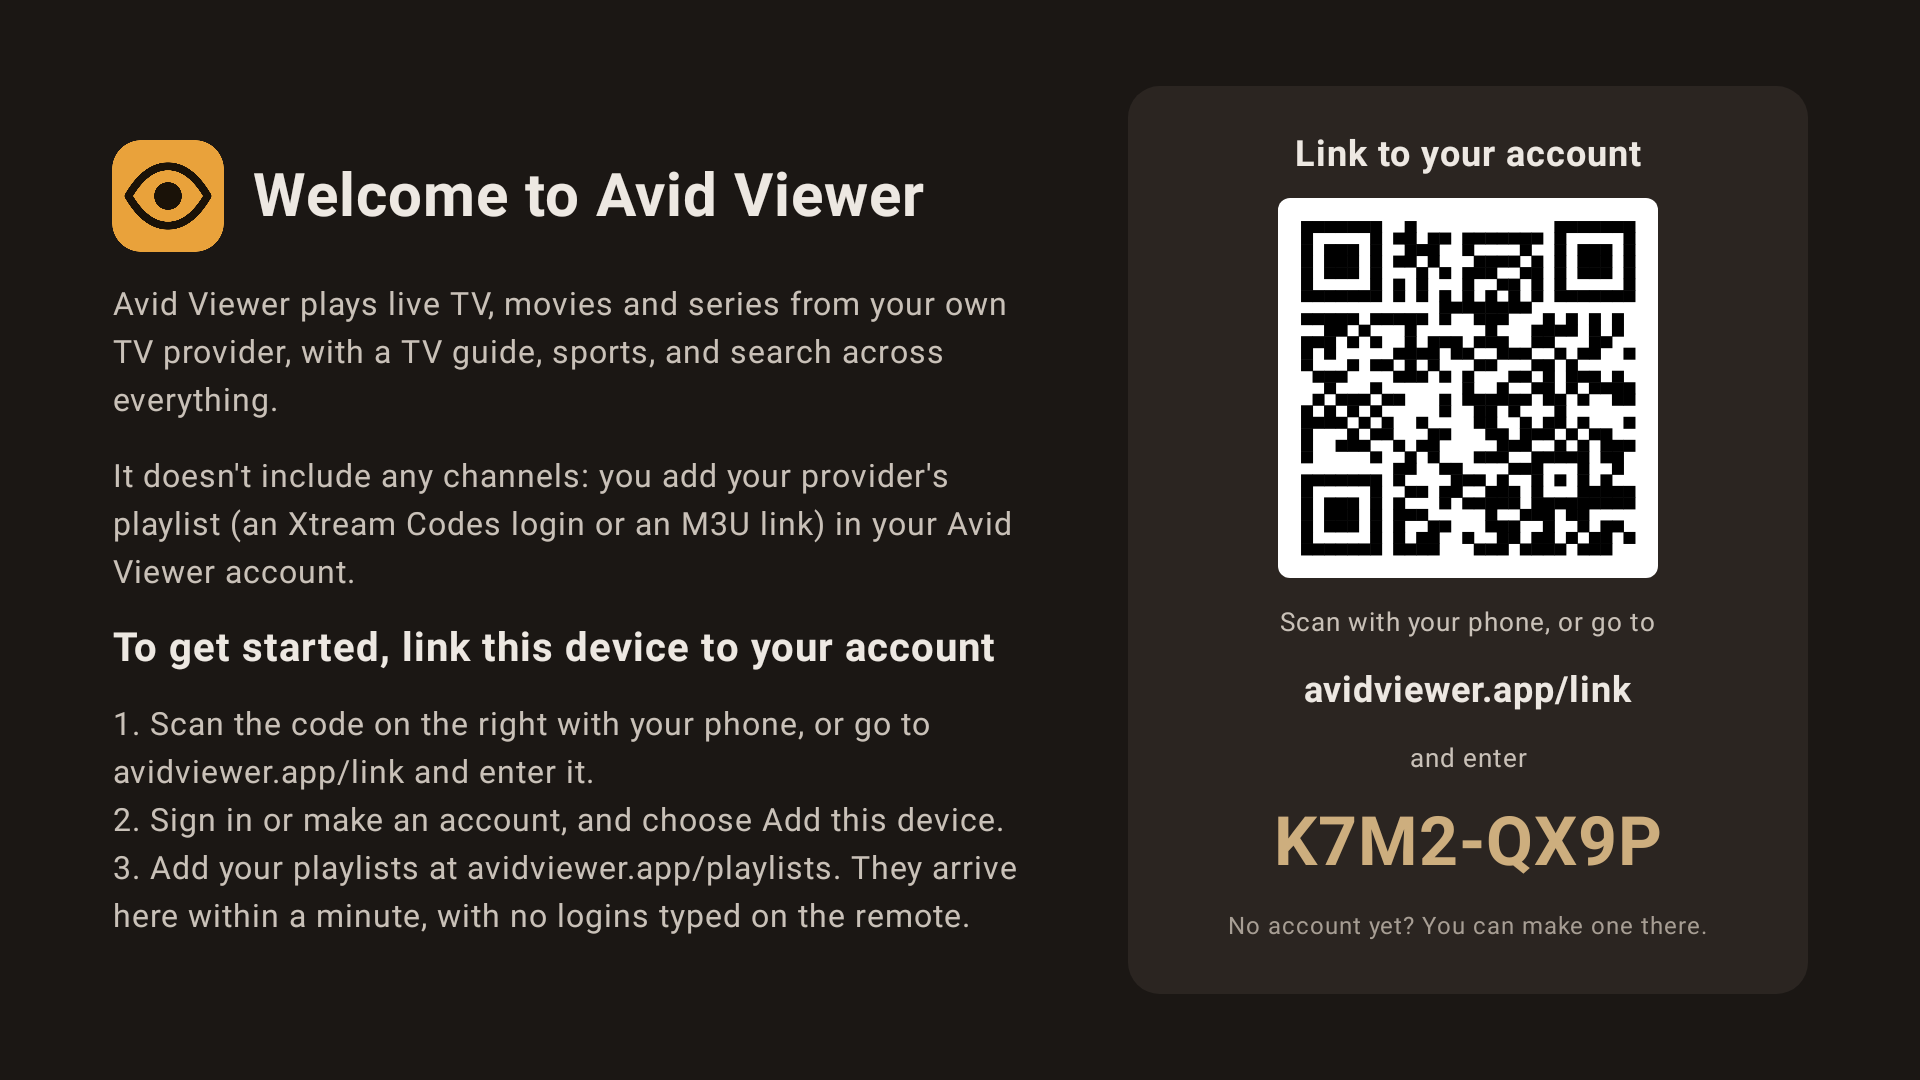 Welcome to Avid Viewer
Avid Viewer plays live TV, movies and series from your own
TV provider, with a TV guide, sports, and search across
everything.
It doesn't include any channels: you add your provider's
playlist (an Xtream Codes login or an M3U link) in your Avid
Viewer account.
To get started, link this device to your account
1. Scan the code on the right with your phone, or go to
avidviewer.app/link and enter it.
2. Sign in or make an account, and choose Add this device.
3. Add your playlists at avidviewer.app/playlists. They arrive
here within a minute, with no logins typed on the remote.
Link to your account
Scan with your phone, or go to
avidviewer.app/link
and enter
K7M2-QX9P
No account yet? You can make one there.